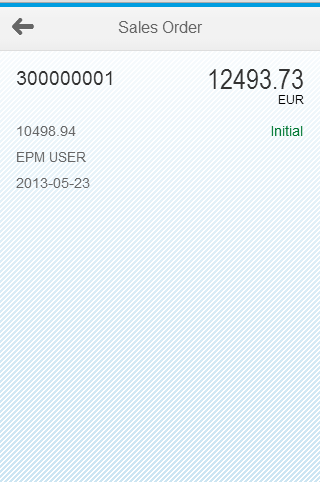 Sales Order
300000001 12493.73
EUR
10498.94 Initial
EPM USER
2013-05-23